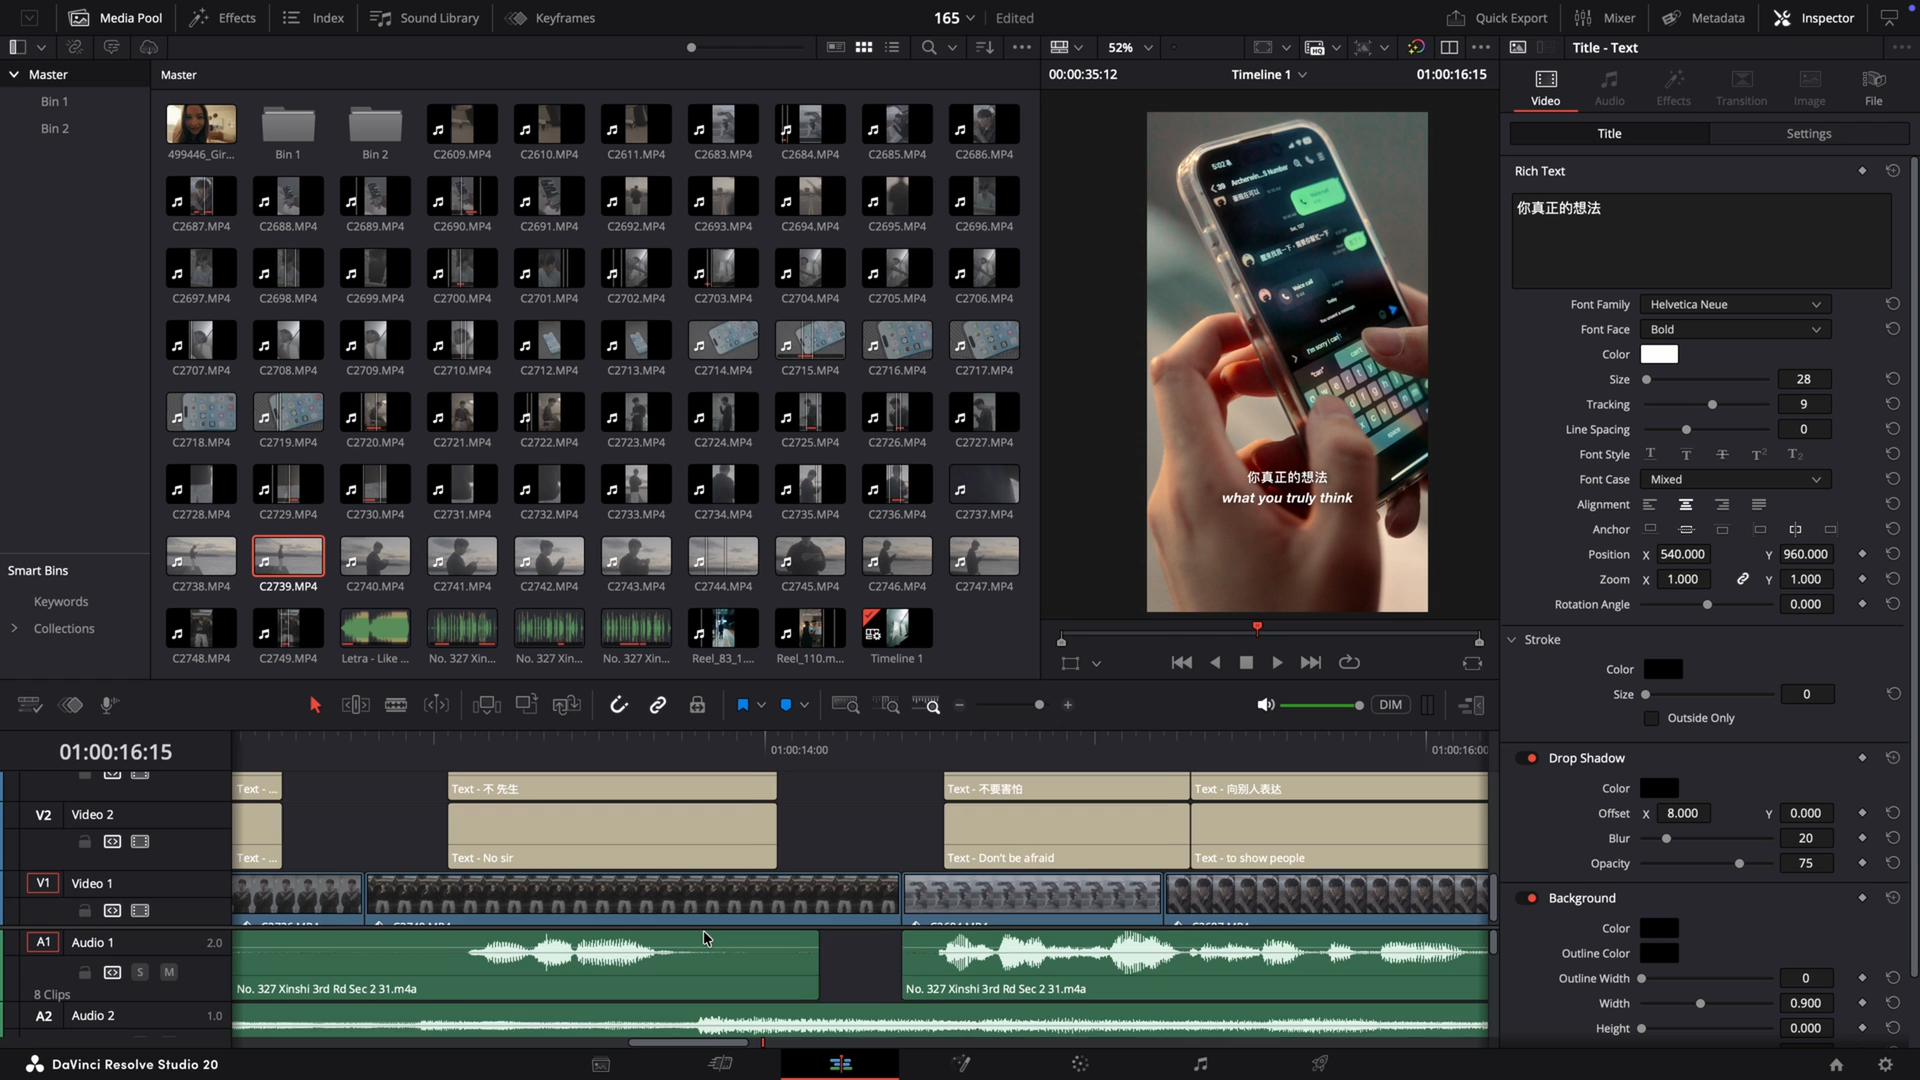 Media Pool
Effects
Index
Sound Library
Keyframes
165
Edited
Quick Export
Mixer
Metadata
Inspector
52%
Title - Text
Master
Bin 1
Bin 2
Master
00:00:35:12
Timeline 1
01:00:16:15
Video
Audio
Effects
Transition
Image
File
Title
Settings
499446_Gir...
Bin 1
Bin 2
C2609.MP4
C2610.MP4
C2611.MP4
C2683.MP4
C2684.MP4
C2685.MP4
C2686.MP4
C2687.MP4
C2688.MP4
C2689.MP4
C2690.MP4
C2691.MP4
C2692.MP4
C2693.MP4
C2694.MP4
C2695.MP4
C2696.MP4
C2697.MP4
C2698.MP4
C2699.MP4
C2700.MP4
C2701.MP4
C2702.MP4
C2703.MP4
C2704.MP4
C2705.MP4
C2706.MP4
C2707.MP4
C2708.MP4
C2709.MP4
C2710.MP4
C2712.MP4
C2713.MP4
C2714.MP4
C2715.MP4
C2716.MP4
C2717.MP4
C2718.MP4
C2719.MP4
C2720.MP4
C2721.MP4
C2722.MP4
C2723.MP4
C2724.MP4
C2725.MP4
C2726.MP4
C2727.MP4
C2728.MP4
C2729.MP4
C2730.MP4
C2731.MP4
C2732.MP4
C2733.MP4
C2734.MP4
C2735.MP4
C2736.MP4
C2737.MP4
C2738.MP4
C2739.MP4
C2740.MP4
C2741.MP4
C2742.MP4
C2743.MP4
C2744.MP4
C2745.MP4
C2746.MP4
C2747.MP4
C2748.MP4
C2749.MP4
Letra - Like ...
No. 327 Xin...
No. 327 Xin...
No. 327 Xin...
Reel_83_1....
Reel_110.m...
Timeline 1
Smart Bins
Keywords
Collections
5:02
39
Voice call
Voice call
Today
I'm sorry I can't
can't
space
你真正的想法
what you truly think
Rich Text
你真正的想法
Font Family
Helvetica Neue
Font Face
Bold
Color
Size
28
Tracking
9
Line Spacing
0
Font Style
Font Case
Mixed
Alignment
Anchor
Position X 540.000 Y 960.000
Zoom X 1.000 Y 1.000
Rotation Angle
0.000
Stroke
Color
Size
0
Outside Only
Drop Shadow
Color
Offset X 8.000 Y 0.000
Blur
20
Opacity
75
Background
Color
Outline Color
Outline Width
0
Width
0.900
Height
0.000
DIM
01:00:16:15
01:00:14:00
01:00:16:00
Text - ...
Text - 不 先生
Text - 不要害怕
Text - 向别人表达
V2
Video 2
Text - ...
Text - No sir
Text - Don't be afraid
Text - to show people
V1
Video 1
A1
Audio 1
2.0
S
M
8 Clips
No. 327 Xinshi 3rd Rd Sec 2 31.m4a
No. 327 Xinshi 3rd Rd Sec 2 31.m4a
A2
Audio 2
1.0
DaVinci Resolve Studio 20